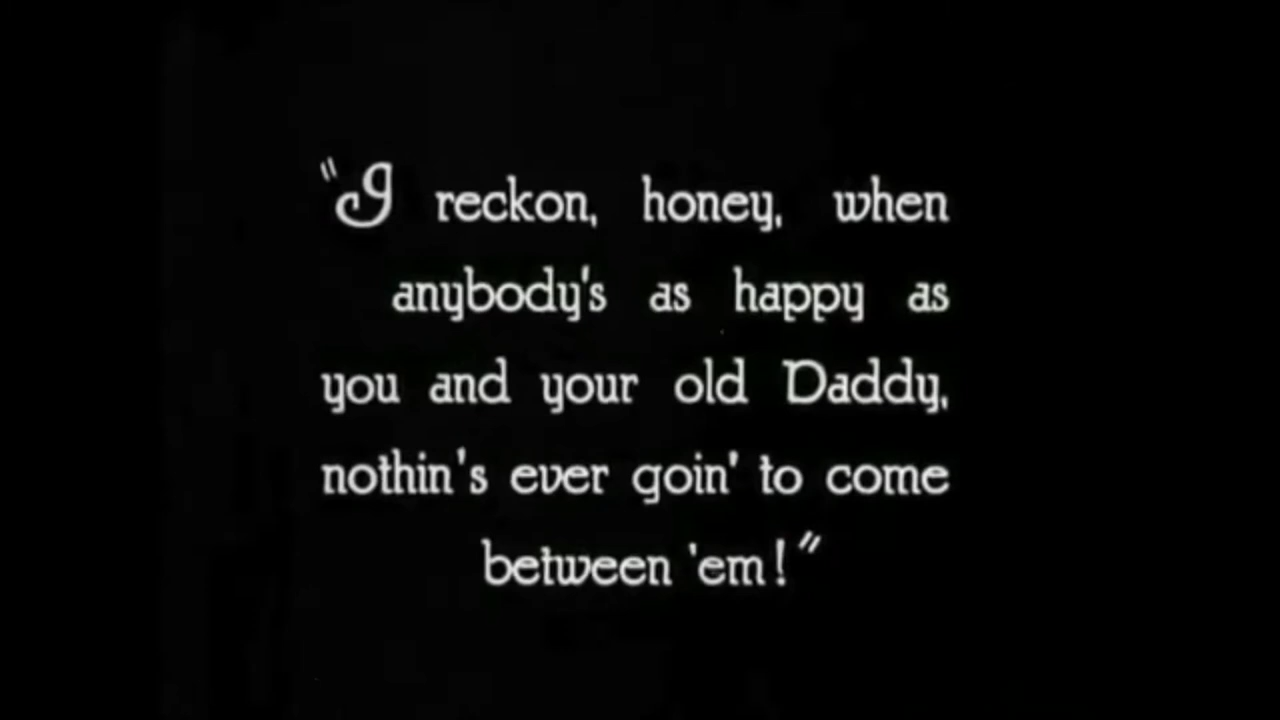 "I reckon, honey, when
anybody's as happy as
you and your old Daddy,
nothin's ever goin' to come
between 'em!"